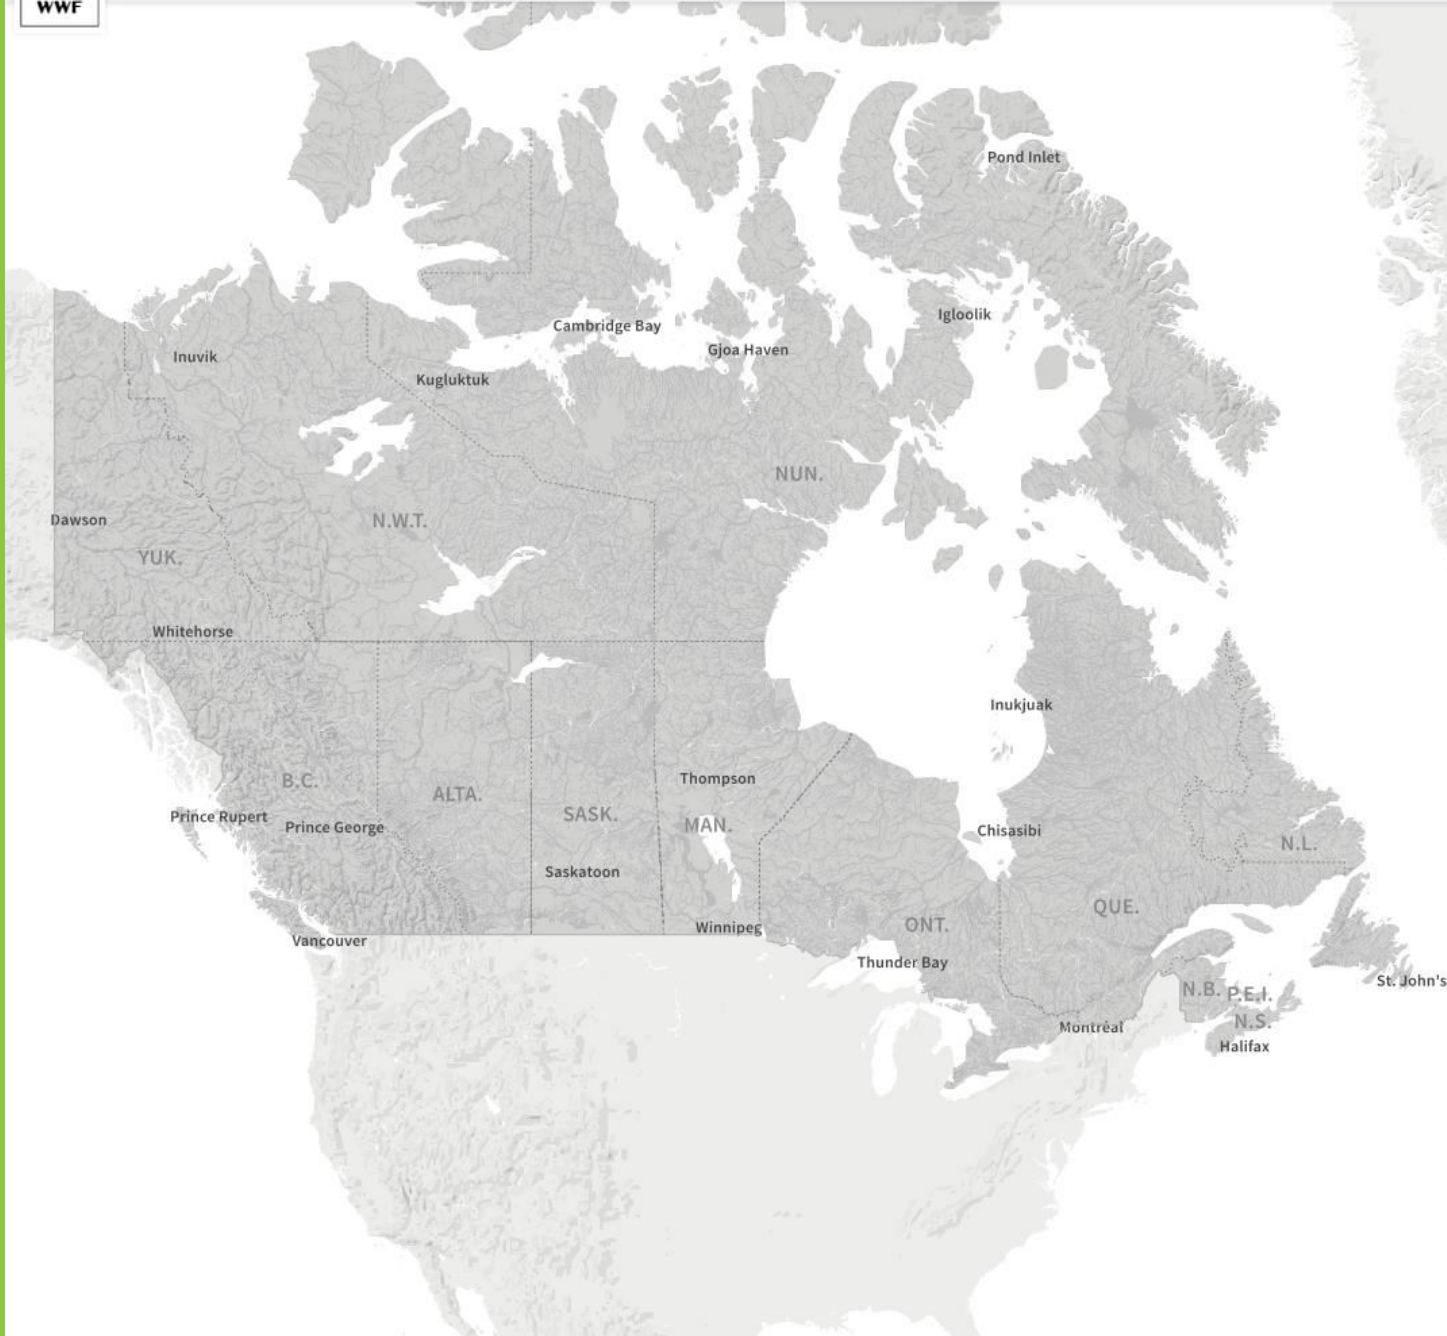 WWF
Pond Inlet
Igloolik
Cambridge Bay
Gjoa Haven
Inuvik
Kugluktuk
NUN.
Dawson
N.W.T.
YUK.
Whitehorse
Inukjuak
Thompson
B.C.
ALTA.
Prince Rupert
SASK.
Prince George
MAN.
Chisasibi
N.L.
Saskatoon
QUE.
Winnipeg
ONT.
Vancouver
Thunder Bay
St. John's
N.B.
P.E.I.
N.S.
Montréal
Halifax